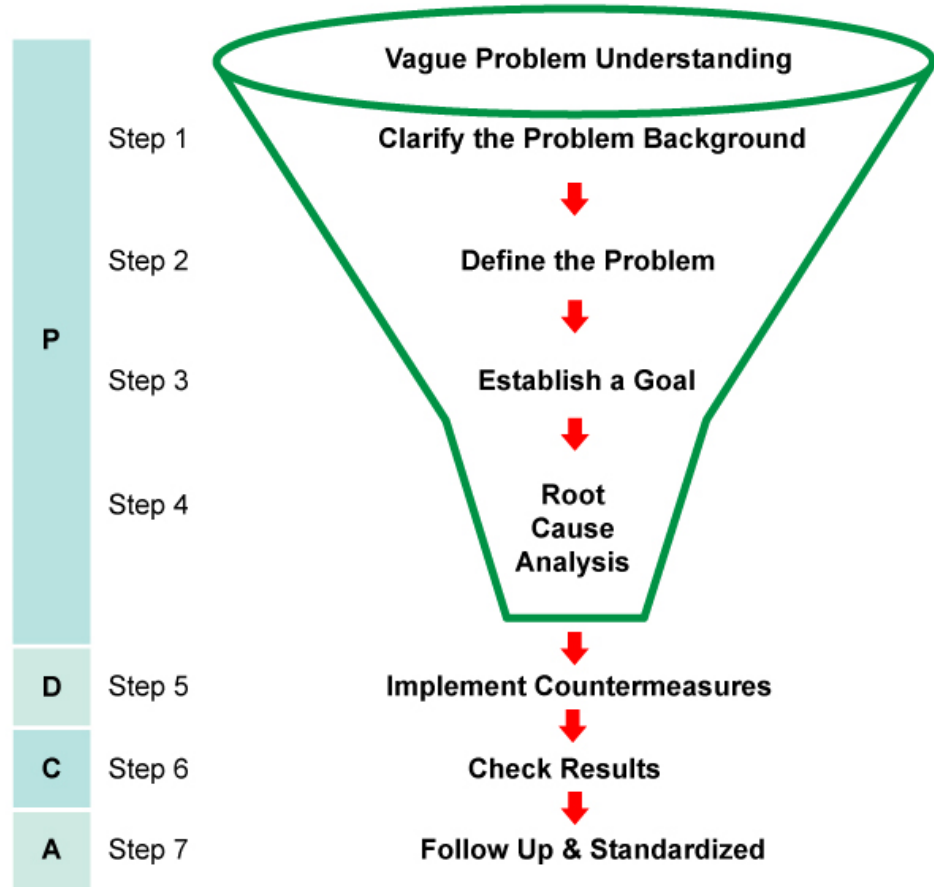 Vague Problem Understanding
Step 1 Clarify the Problem Background
Step 2 Define the Problem
P
Step 3 Establish a Goal
Step 4 Root
Cause
Analysis
D Step 5 Implement Countermeasures
C Step 6 Check Results
A Step 7 Follow Up & Standardized